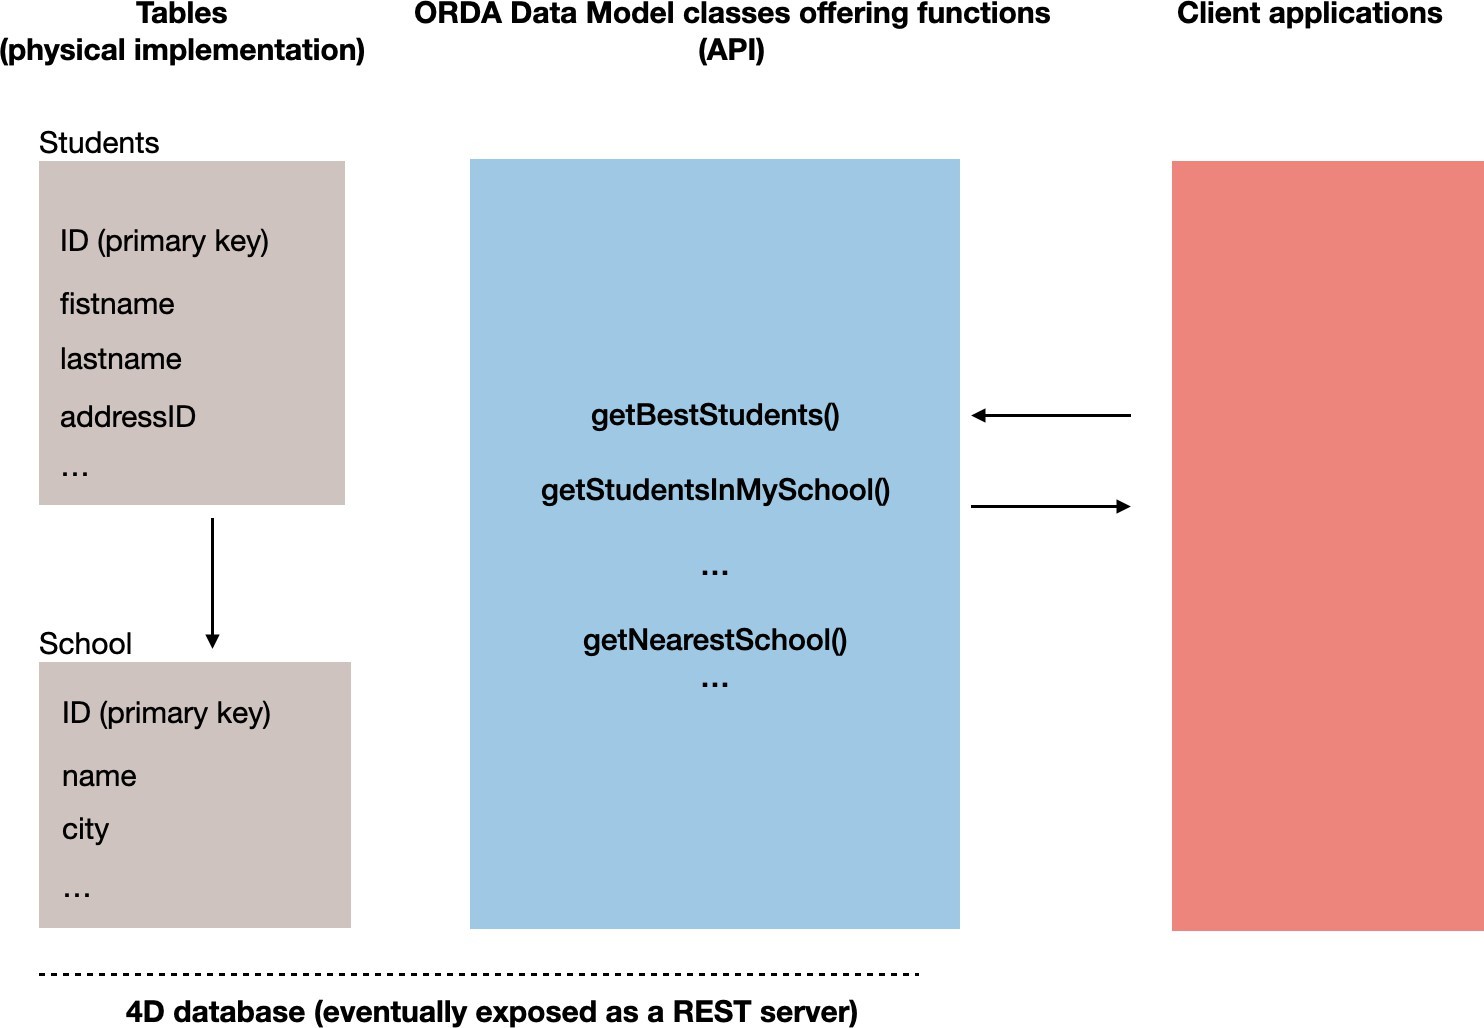 Tables
(physical implementation)
ORDA Data Model classes offering functions
(API)
Client applications
Students
ID (primary key)
fistname
lastname
addressID
...
School
ID (primary key)
name
city
...
getBestStudents()
getStudentsInMySchool()
...
getNearestSchool()
...
4D database (eventually exposed as a REST server)